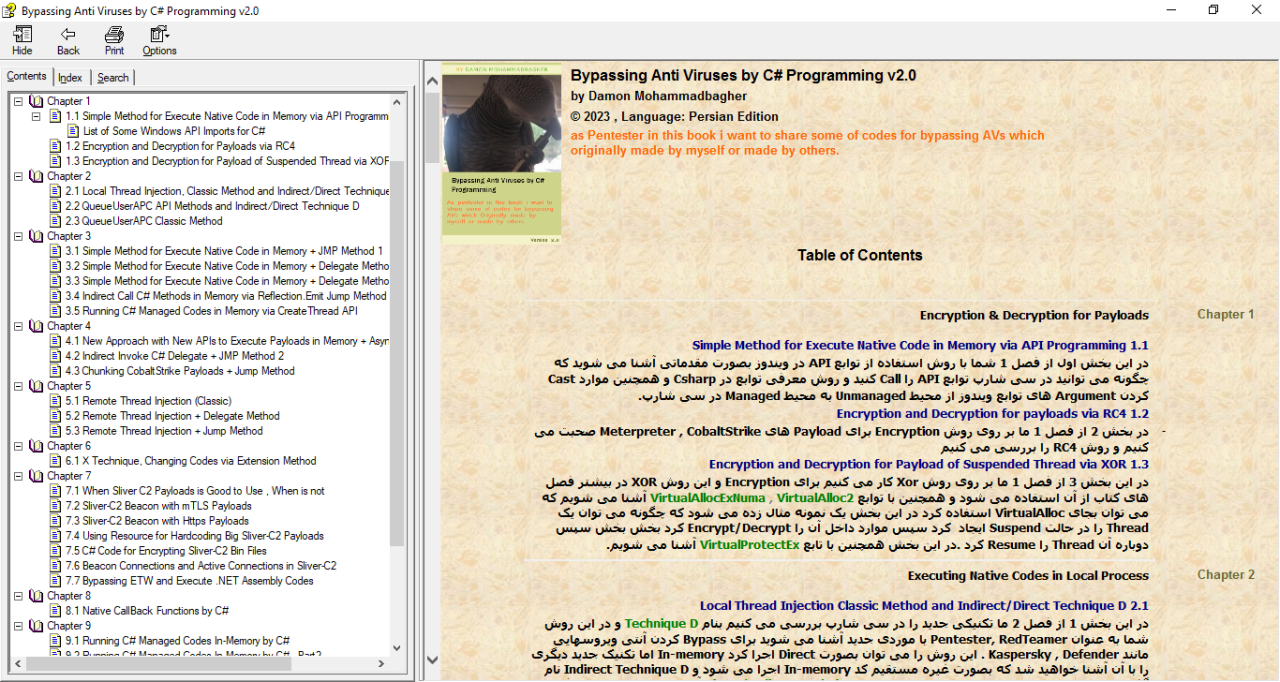 Bypassing Anti Viruses by C# Programming v2.0
Hide
Back
Print
Options
Contents
Index
Search
Chapter 1
1.1 Simple Method for Execute Native Code in Memory via API Programm
List of Some Windows API Imports for C#
1.2 Encryption and Decryption for Payloads via RC4
1.3 Encryption and Decryption for Payload of Suspended Thread via XOR
Chapter 2
2.1 Local Thread Injection, Classic Method and Indirect/Direct Technique
2.2 QueueUserAPC API Methods and Indirect/Direct Technique D
2.3 QueueUserAPC Classic Method
Chapter 3
3.1 Simple Method for Execute Native Code in Memory + JMP Method 1
3.2 Simple Method for Execute Native Code in Memory + Delegate Metho
3.3 Simple Method for Execute Native Code in Memory + Delegate Metho
3.4 Indirect Call C# Methods in Memory via Reflection.Emit Jump Method
3.5 Running C# Managed Codes in Memory via CreateThread API
Chapter 4
4.1 New Approach with New APIs to Execute Payloads in Memory + Asyn
4.2 Indirect Invoke C# Delegate + JMP Method 2
4.3 Chunking CobaltStrike Payloads + Jump Method
Chapter 5
5.1 Remote Thread Injection (Classic)
5.2 Remote Thread Injection + Delegate Method
5.3 Remote Thread Injection + Jump Method
Chapter 6
6.1 X Technique, Changing Codes via Extension Method
Chapter 7
7.1 When Sliver C2 Payloads is Good to Use , When is not
7.2 Sliver-C2 Beacon with mTLS Payloads
7.3 Sliver-C2 Beacon with Https Payloads
7.4 Using Resource for Hardcoding Big Sliver-C2 Payloads
7.5 C# Code for Encrypting Sliver-C2 Bin Files
7.6 Beacon Connections and Active Connections in Sliver-C2
7.7 Bypassing ETW and Execute .NET Assembly Codes
Chapter 8
8.1 Native CallBack Functions by C#
Chapter 9
9.1 Running C# Managed Codes In-Memory by C#
9.2 Running C# Managed Codes In-Memory by C# , Part2
BY DAMON MOHAMMADBAGHER
Bypassing Anti Viruses by C#
Programming
As pentester in this book i want to
share some of codes for bypassing
AVs which Originally made by
myself or made by others.
Version 2.0
Bypassing Anti Viruses by C# Programming v2.0
by Damon Mohammadbagher
© 2023 , Language: Persian Edition
as Pentester in this book i want to share some of codes for bypassing AVs which
originally made by myself or made by others.
Table of Contents
Encryption & Decryption for Payloads
Chapter 1
Simple Method for Execute Native Code in Memory via API Programming 1.1
در این بخش اول از فصل 1 شما با روش استفاده از توابع API در ویندوز بصورت مقدماتی آشنا می شوید که
چگونه می توانید در سی شارپ توابع API را Call کنید و روش معرفی توابع در Csharp و همچنین موارد Cast
کردن Argument های توابع ویندوز از محیط Unmanaged به محیط Managed در سی شارپ.
Encryption and Decryption for payloads via RC4 1.2
- در بخش 2 از فصل 1 ما بر روی روش Encryption برای Payload های Meterpreter , CobaltStrike صحبت می
کنیم و روش RC4 را بررسی می کنیم
Encryption and Decryption for Payload of Suspended Thread via XOR 1.3
در این بخش 3 از فصل 1 ما بر روی روش Xor کار می کنیم برای Encryption و این روش XOR در بیشتر فصل
های کتاب از آن استفاده می شود و همچنین با توابع VirtualAllocExNuma , VirtualAlloc2 آشنا می شویم که
می توان بجای VirtualAlloc استفاده کرد در این بخش یک نمونه مثال زده می شود که چگونه می توان یک
Thread را در حالت Suspend ایجاد کرد سپس موارد داخل آن را Encrypt/Decrypt کرد بخش بخش سپس
دوباره آن Thread را Resume کرد .در این بخش همچنین با تابع VirtualProtectEx آشنا می شویم.
Executing Native Codes in Local Process
Chapter 2
Local Thread Injection Classic Method and Indirect/Direct Technique D 2.1
در این بخش 1 از فصل 2 ما تکنیکی جدید را در سی شارپ بررسی می کنیم بنام Technique D و در این روش
شما به عنوان Pentester, RedTeamer با موردی جدید آشنا می شوید برای Bypass کردن آنتی ویروسهایی
مانند Kaspersky , Defender . این روش را می توان بصورت Direct اجرا کرد In-memory اما تکنیک جدید دیگری
را با آن آشنا خواهید شد که بصورت غیره مستقیم کد In-memory اجرا می شود و Indirect Technique D نام